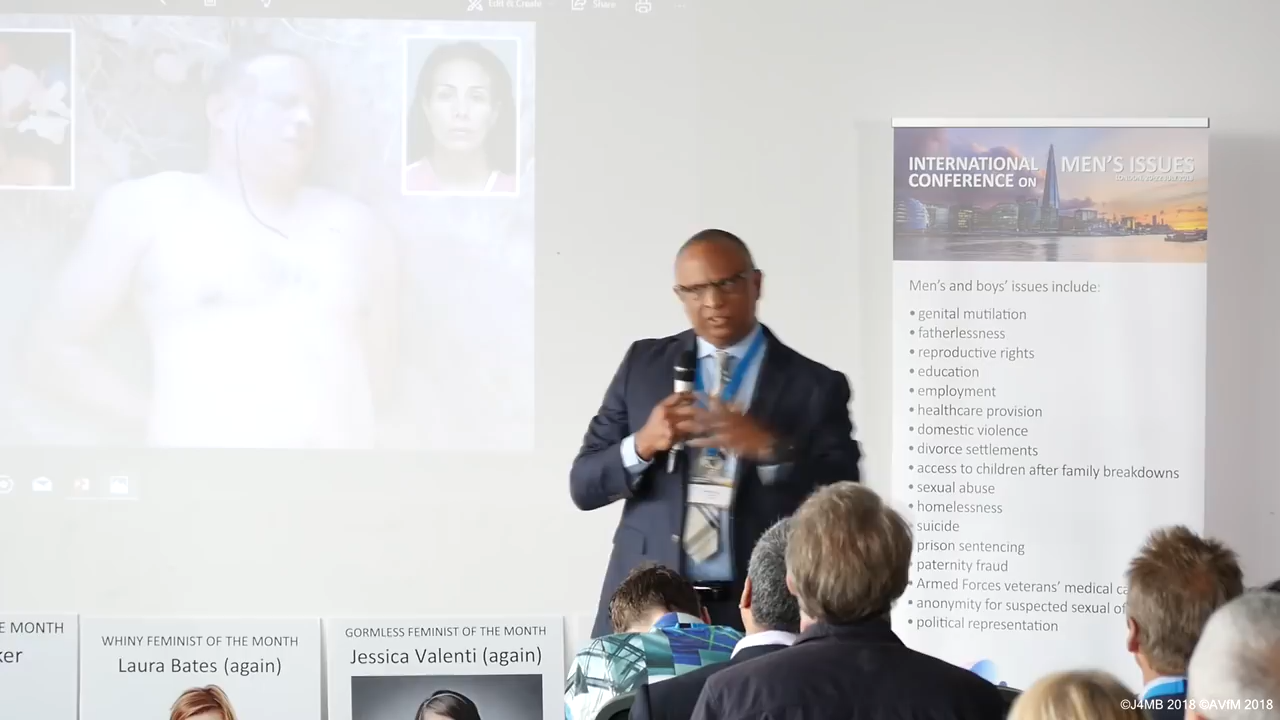 Edit & Create
Share
INTERNATIONAL
CONFERENCE ON
MEN'S ISSUES
Men's and boys' issues include:
• genital mutilation
• fatherlessness
• reproductive rights
• education
• employment
• healthcare provision
• domestic violence
• divorce settlements
• access to children after family breakdowns
• sexual abuse
• homelessness
• suicide
prison sentencing
• paternity fraud
• Armed Forces veterans' medical
• anonymity for suspected sexual
• political representation
MONTH
WHINY FEMINIST OF THE MONTH
Laura Bates (again)
GORMLESS FEMINIST OF THE MONTH
Jessica Valenti (again)
©J4MB 2018 ©AVfM 2018